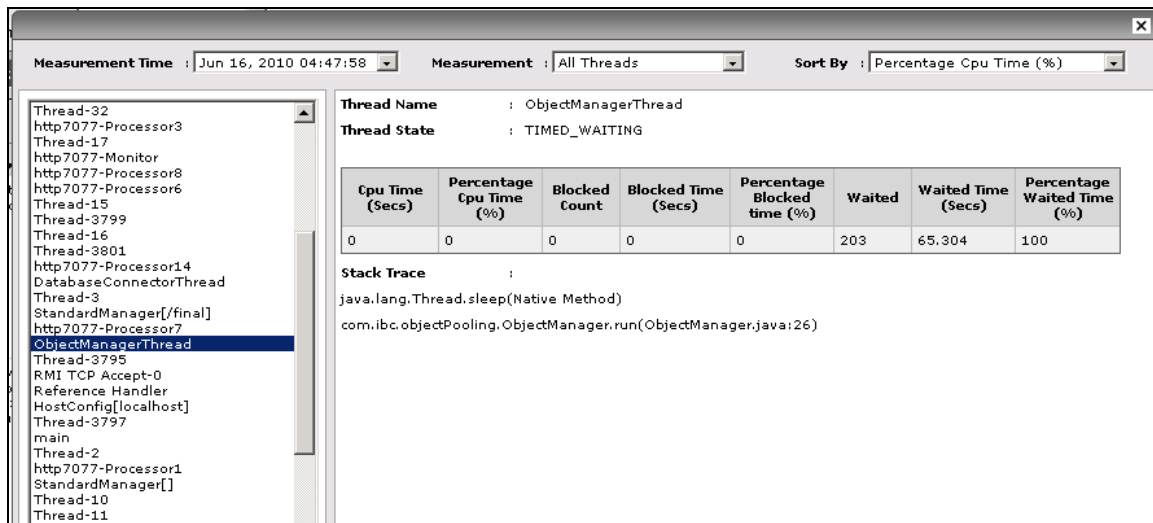 Measurement Time : Jun 16, 2010 04:47:58 Measurement : All Threads Sort By : Percentage Cpu Time (%)
Thread-32
http7077-Processor3
Thread-17
http7077-Monitor
http7077-Processor8
http7077-Processor6
Thread-15
Thread-3799
Thread-16
Thread-3801
http7077-Processor14
DatabaseConnectorThread
Thread-3
StandardManager[/final]
http7077-Processor7
ObjectManagerThread
Thread-3795
RMI TCP Accept-0
Reference Handler
HostConfig[localhost]
Thread-3797
main
Thread-2
http7077-Processor1
StandardManager[]
Thread-10
Thread-11
Thread Name : ObjectManagerThread
Thread State : TIMED_WAITING
Cpu Time (Secs) Percentage Cpu Time (%) Blocked Count Blocked Time (Secs) Percentage Blocked time (%) Waited Waited Time (Secs) Percentage Waited Time (%)
0 0 0 0 0 203 65.304 100
Stack Trace :
java.lang.Thread.sleep(Native Method)
com.ibc.objectPooling.ObjectManager.run(ObjectManager.java:26)